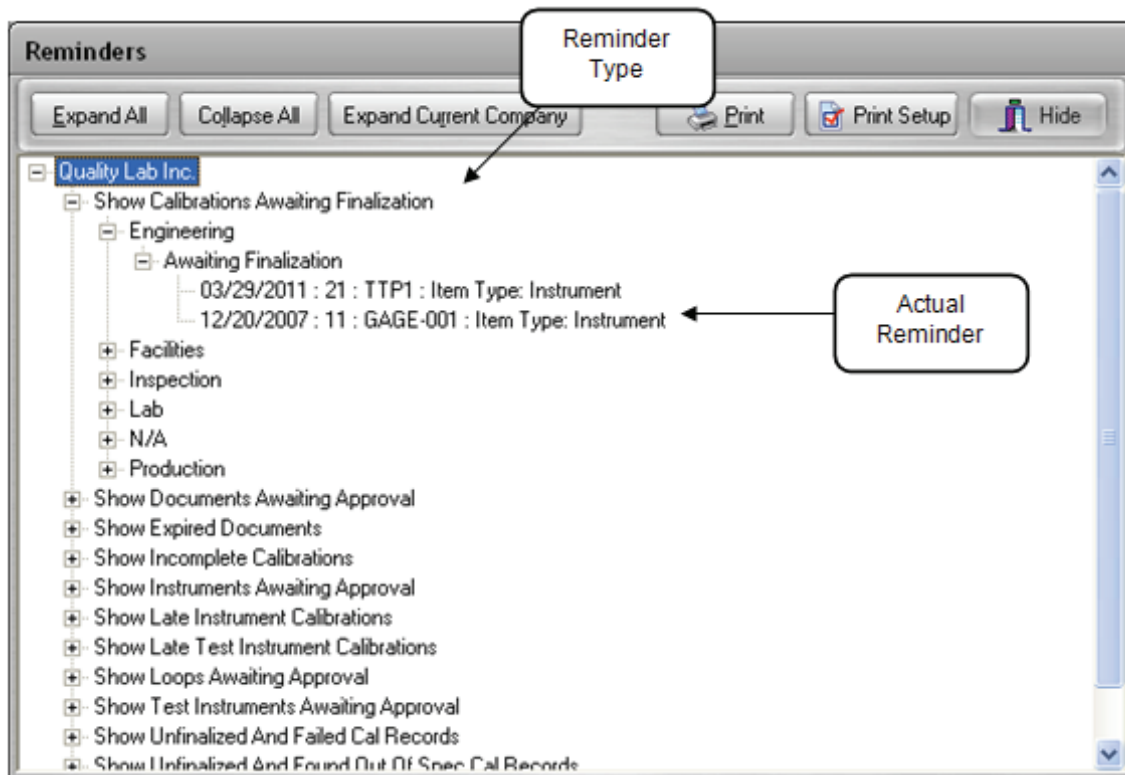 Reminder
Type
Reminders
Expand All
Collapse All
Expand Current Company
Print
Print Setup
Hide
Quality Lab Inc.
Show Calibrations Awaiting Finalization
Engineering
Awaiting Finalization
03/29/2011 : 21 : TTP1 : Item Type: Instrument
12/20/2007 : 11 : GAGE-001 : Item Type: Instrument
Actual
Reminder
Facilities
Inspection
Lab
N/A
Production
Show Documents Awaiting Approval
Show Expired Documents
Show Incomplete Calibrations
Show Instruments Awaiting Approval
Show Late Instrument Calibrations
Show Late Test Instrument Calibrations
Show Loops Awaiting Approval
Show Test Instruments Awaiting Approval
Show Unfinalized And Failed Cal Records
Show Unfinalized And Found Out Of Spec Cal Records